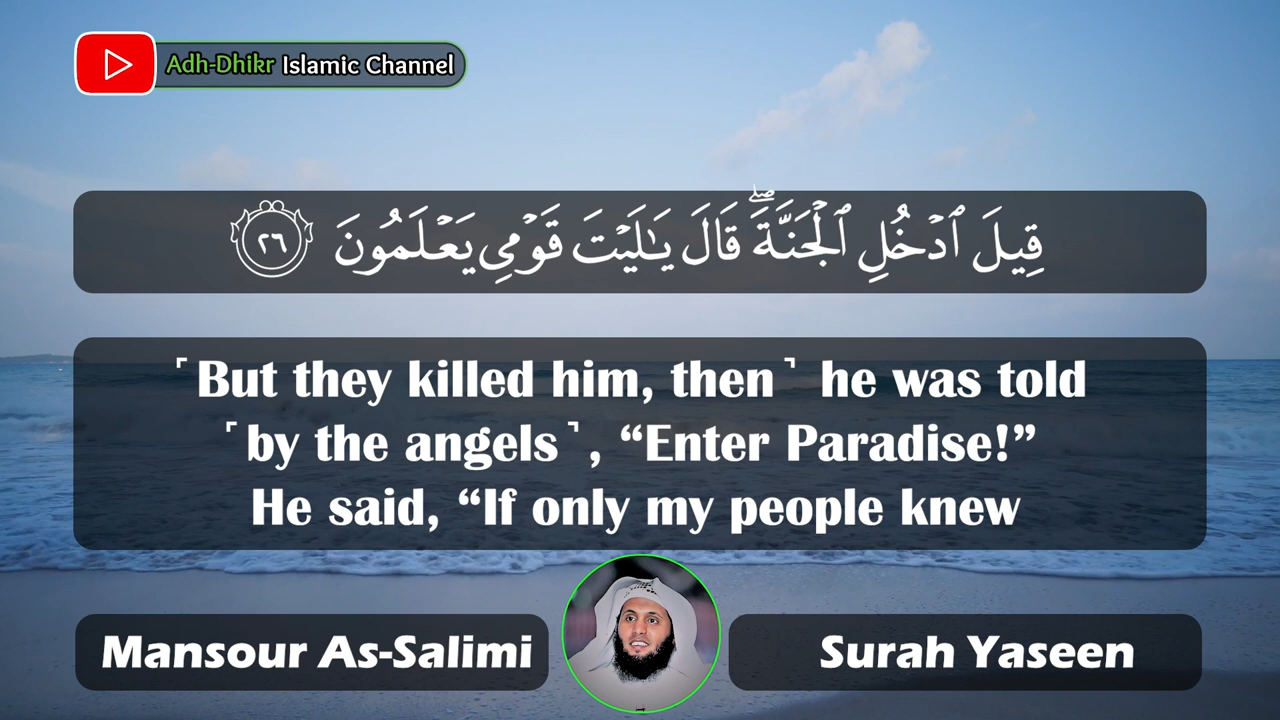 Adh-Dhikr Islamic Channel
قِيلَ ٱدْخُلِ ٱلْجَنَّةَ ۖ قَالَ يَـٰلَيْتَ قَوْمِى يَعْلَمُونَ ٢٦
⸢But they killed him, then⸣ he was told
⸢by the angels⸣, “Enter Paradise!”
He said, “If only my people knew
Mansour As-Salimi
Surah Yaseen